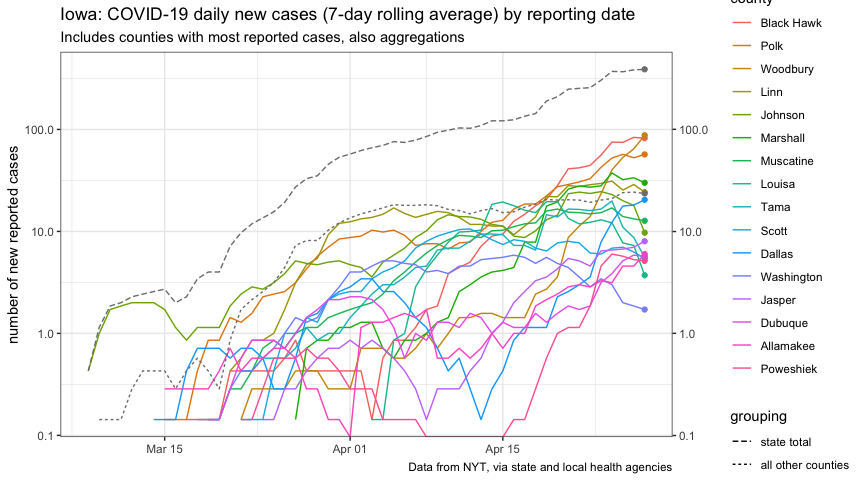 Iowa: COVID-19 daily new cases (7-day rolling average) by reporting date
Includes counties with most reported cases, also aggregations
number of new reported cases
100.0
10.0
1.0
0.1
100.0
10.0
1.0
0.1
Mar 15
Apr 01
Apr 15
Data from NYT, via state and local health agencies
county
Black Hawk
Polk
Woodbury
Linn
Johnson
Marshall
Muscatine
Louisa
Tama
Scott
Dallas
Washington
Jasper
Dubuque
Allamakee
Poweshiek
grouping
state total
all other counties